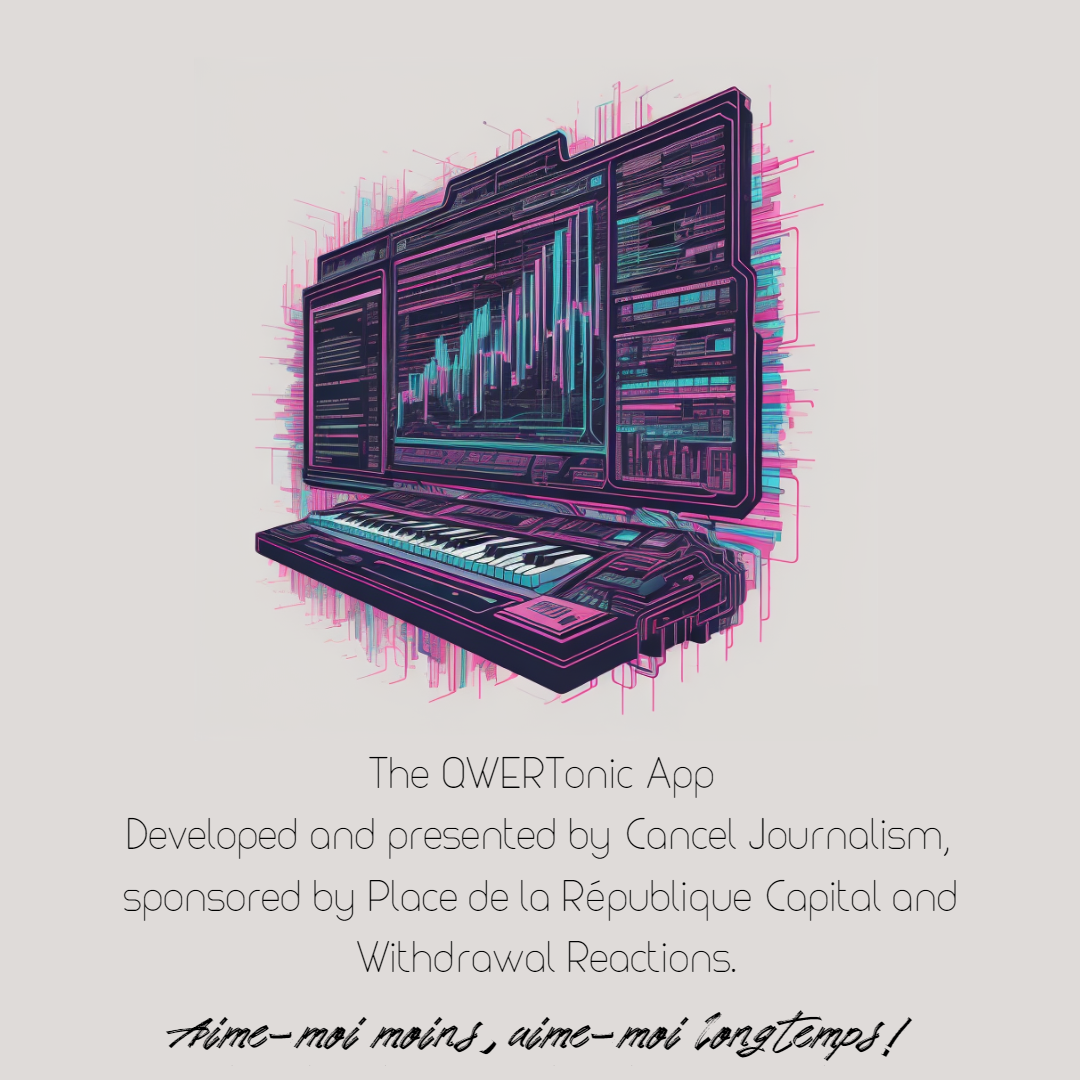 The QWERTonic App
Developed and presented by Cancel Journalism,
sponsored by Place de la République Capital and
Withdrawal Reactions.
Aime-moi moins, aime-moi longtemps!